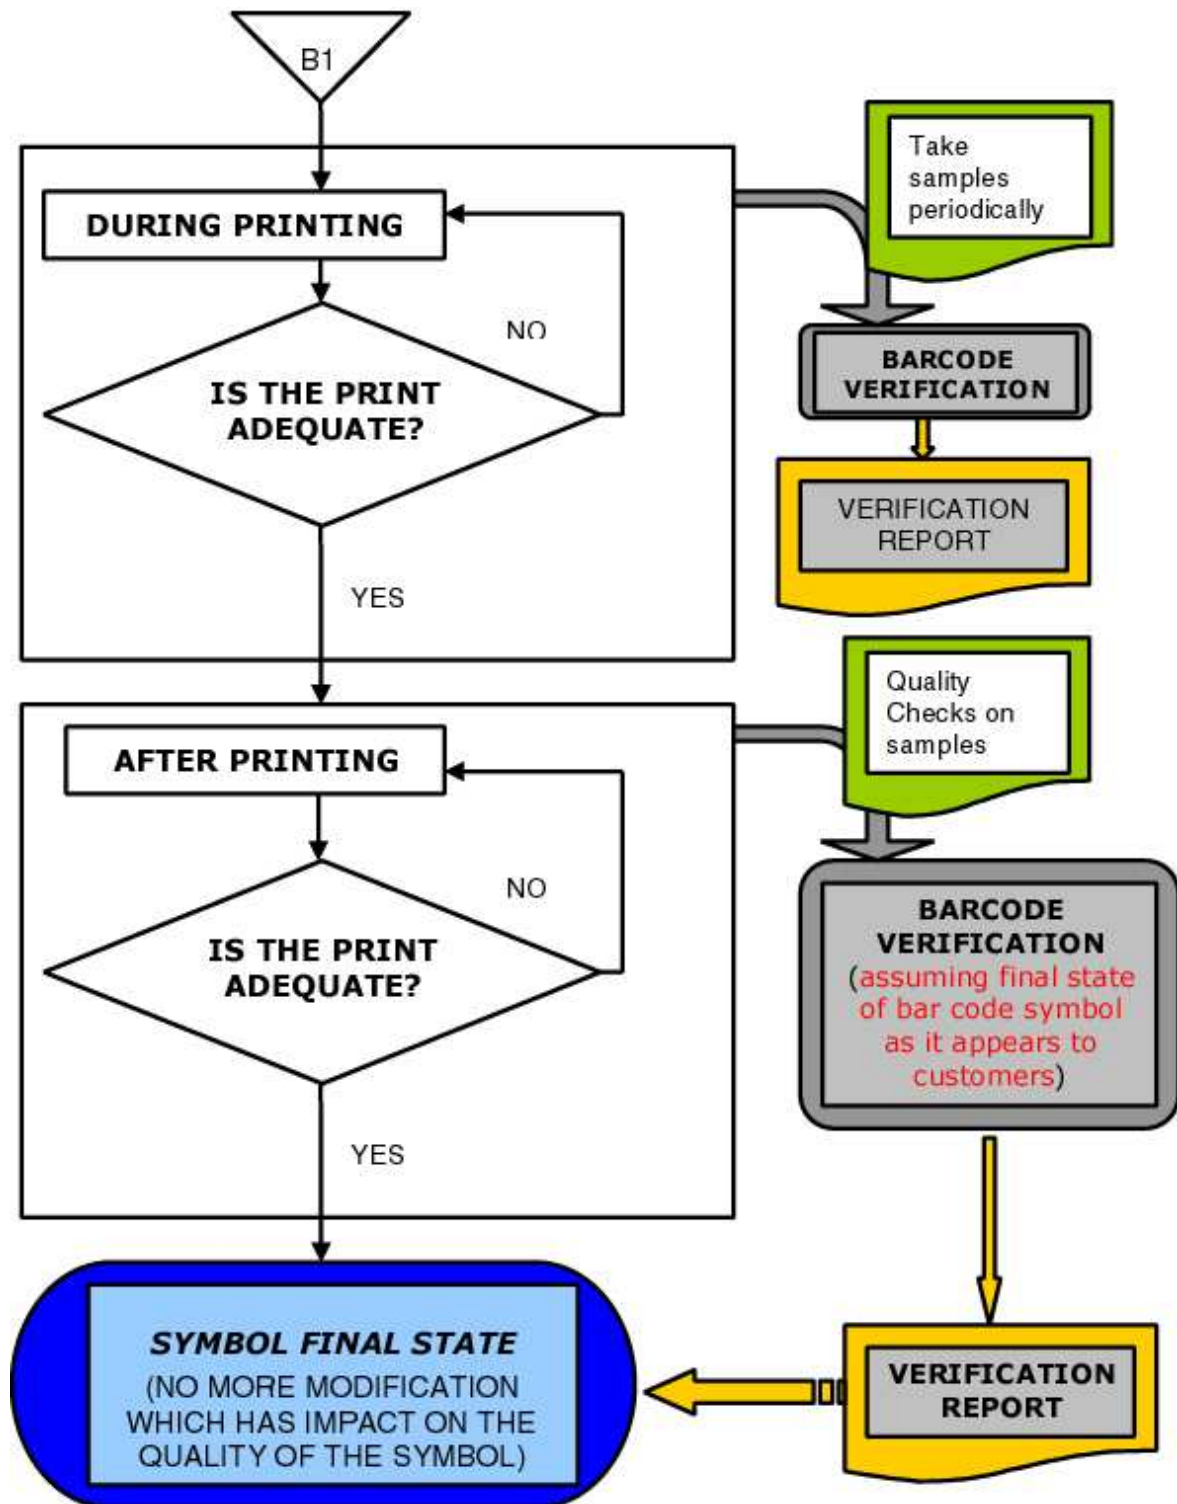 B1
DURING PRINTING
NO
IS THE PRINT
ADEQUATE?
YES
Take
samples
periodically
BARCODE
VERIFICATION
VERIFICATION
REPORT
AFTER PRINTING
NO
IS THE PRINT
ADEQUATE?
YES
Quality
Checks on
samples
BARCODE
VERIFICATION
(assuming final state
of bar code symbol
as it appears to
customers)
SYMBOL FINAL STATE
(NO MORE MODIFICATION
WHICH HAS IMPACT ON THE
QUALITY OF THE SYMBOL)
VERIFICATION
REPORT